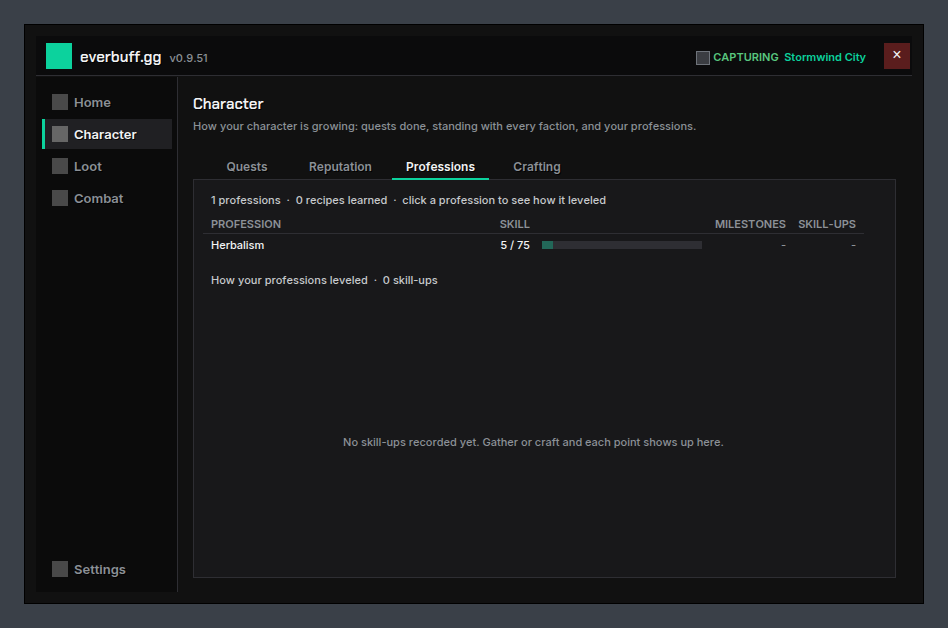 everbuff.gg v0.9.51
CAPTURING Stormwind City
×
Home
Character
Loot
Combat
Settings
Character
How your character is growing: quests done, standing with every faction, and your professions.
Quests Reputation Professions Crafting
1 professions · 0 recipes learned · click a profession to see how it leveled
PROFESSION SKILL MILESTONES SKILL-UPS
Herbalism 5 / 75 - -
How your professions leveled · 0 skill-ups
No skill-ups recorded yet. Gather or craft and each point shows up here.